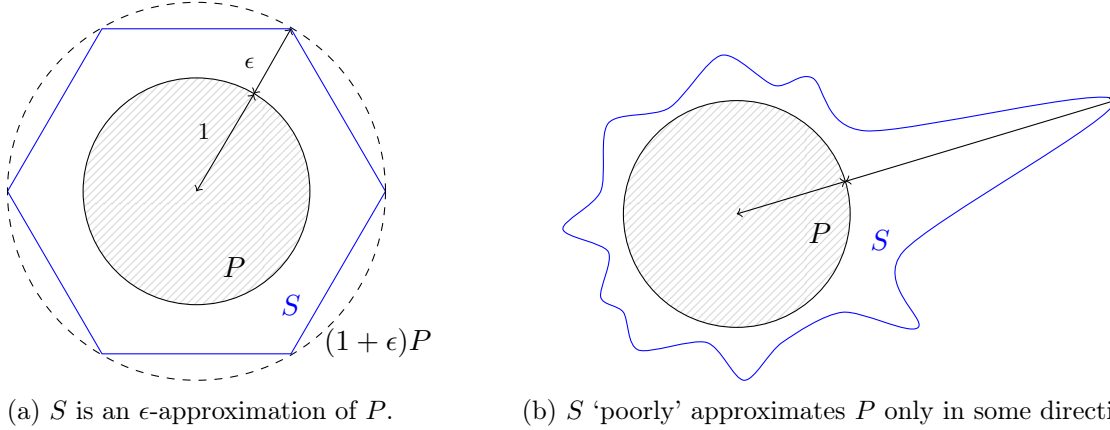 ϵ
1
P
S
(1 + ϵ)P
P
S
(a) S is an ϵ-approximation of P.
(b) S ‘poorly’ approximates P only in some directi